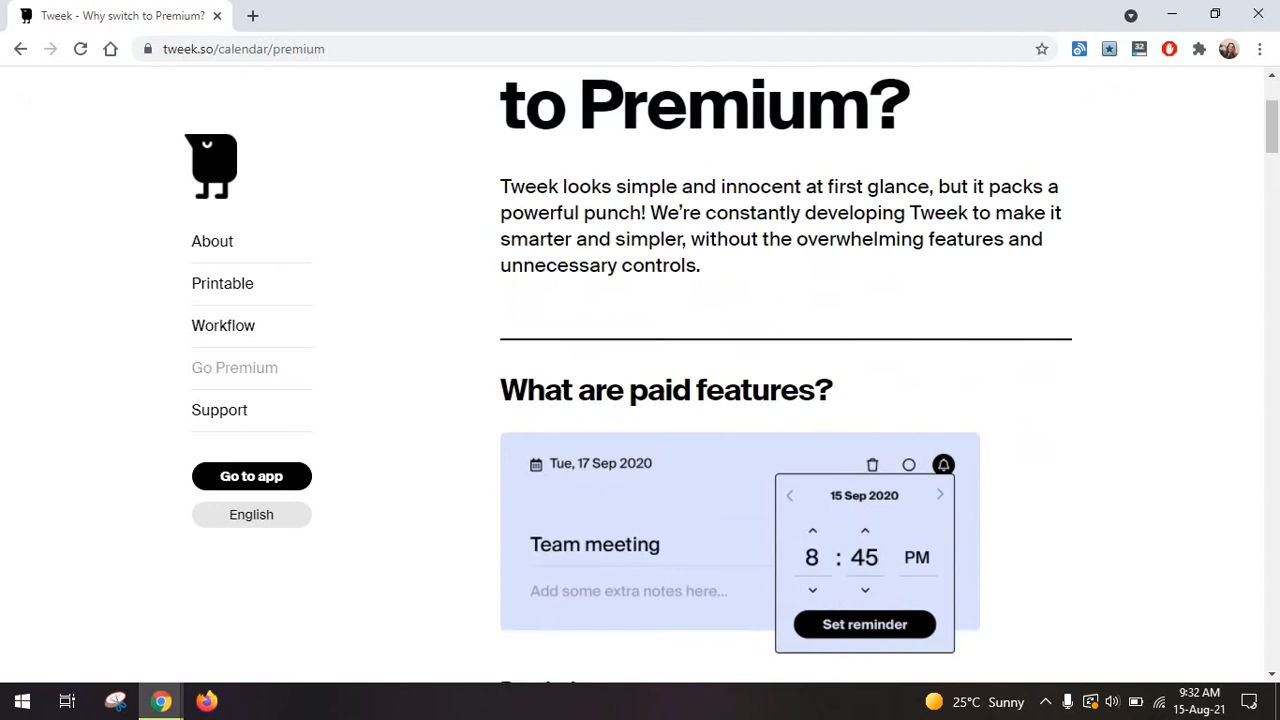 Tweek - Why switch to Premium?
tweek.so/calendar/premium
32
to Premium?
Tweek looks simple and innocent at first glance, but it packs a
powerful punch! We’re constantly developing Tweek to make it
smarter and simpler, without the overwhelming features and
unnecessary controls.
About
Printable
Workflow
Go Premium
Support
Go to app
English
What are paid features?
Tue, 17 Sep 2020
15 Sep 2020
Team meeting
8 : 45 PM
Add some extra notes here...
Set reminder
25°C Sunny
9:32 AM
15-Aug-21